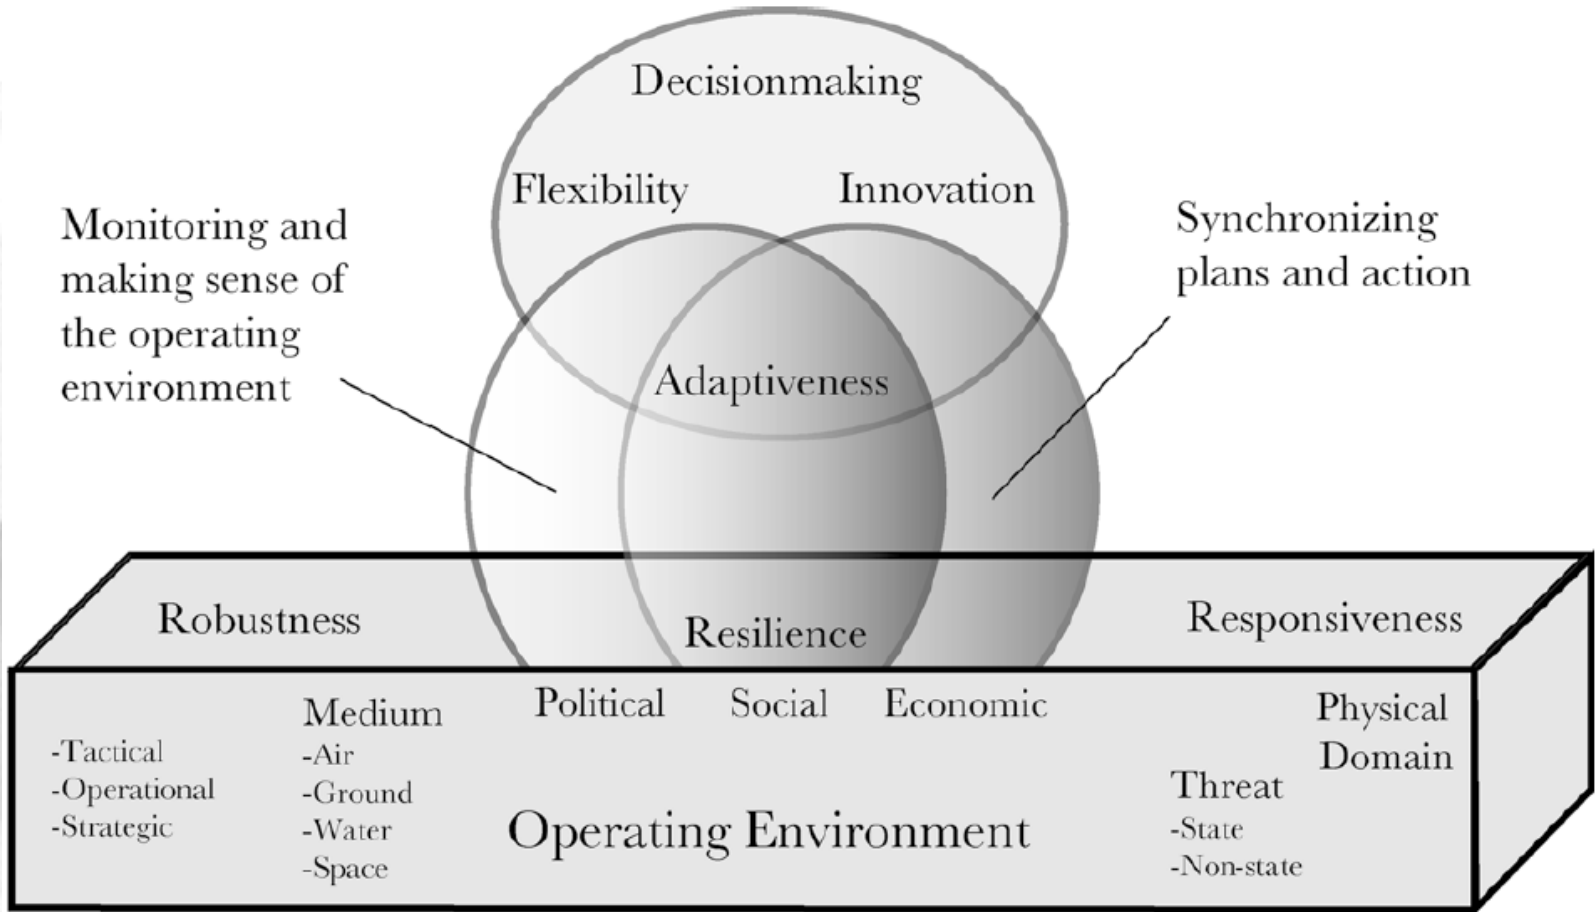 Decisionmaking
Flexibility
Innovation
Monitoring and
making sense of
the operating
environment
Synchronizing
plans and action
Adaptiveness
Robustness
Resilience
Responsiveness
-Tactical
-Operational
-Strategic
Medium
-Air
-Ground
-Water
-Space
Political
Social
Economic
Operating Environment
Threat
-State
-Non-state
Physical
Domain